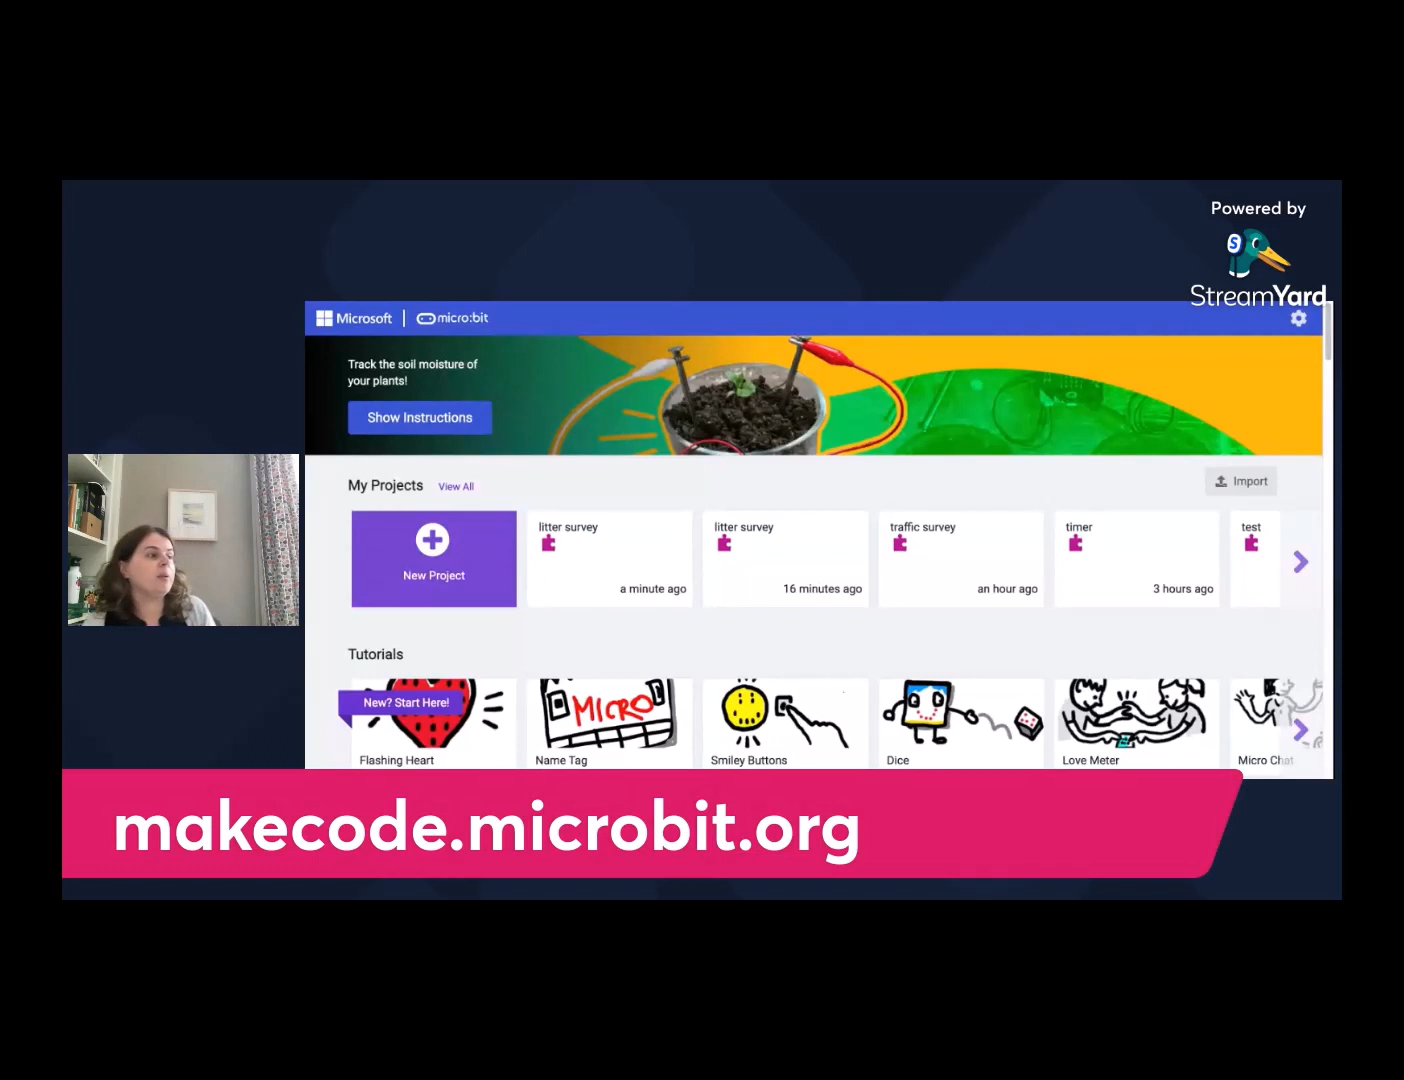 Powered by
StreamYard
Microsoft | micro:bit
Track the soil moisture of
your plants!
Show Instructions
My Projects View All
Import
New Project
litter survey
a minute ago
litter survey
16 minutes ago
traffic survey
an hour ago
timer
3 hours ago
test
Tutorials
New? Start Here!
MICRO
Flashing Heart
Name Tag
Smiley Buttons
Dice
Love Meter
Micro Chat
makecode.microbit.org